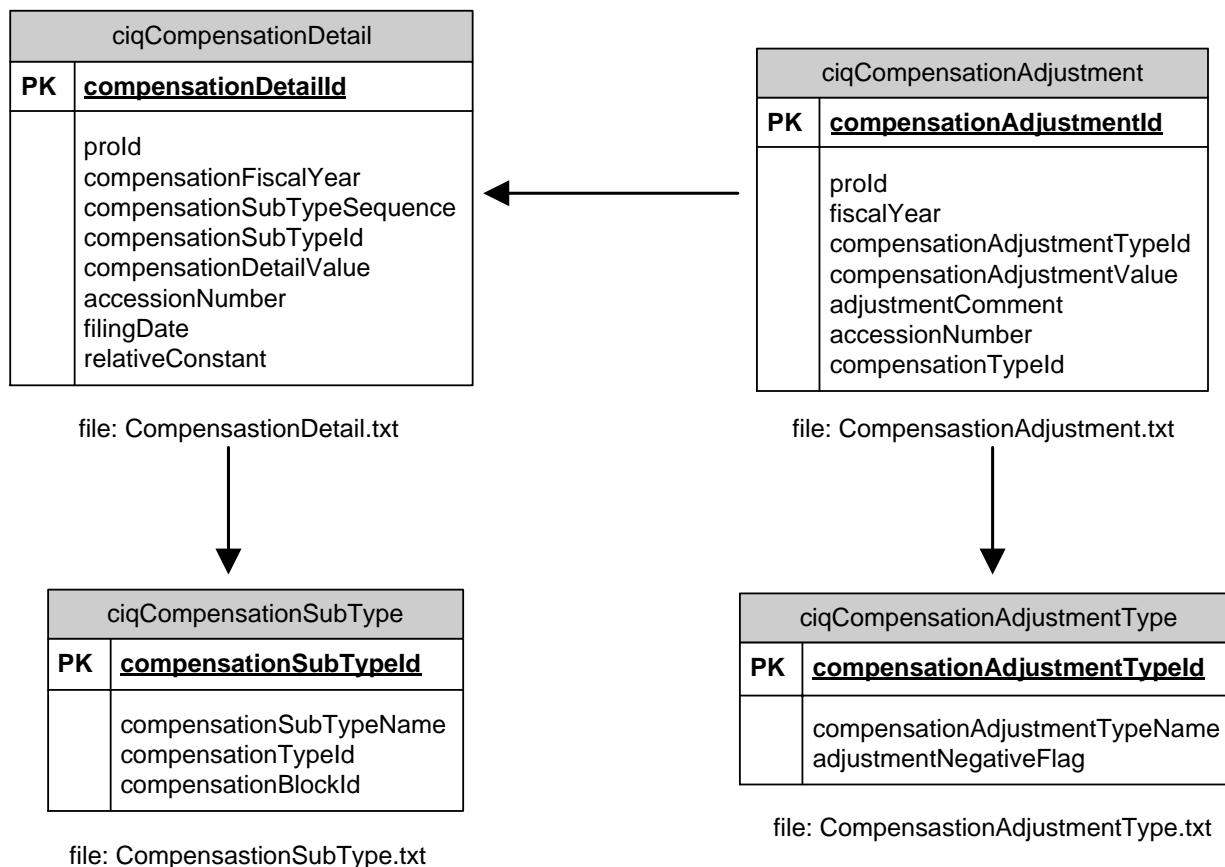 ciqCompensationDetail
PK compensationDetailId
proId
compensationFiscalYear
compensationSubTypeSequence
compensationSubTypeId
compensationDetailValue
accessionNumber
filingDate
relativeConstant
file: CompensastionDetail.txt
ciqCompensationAdjustment
PK compensationAdjustmentId
proId
fiscalYear
compensationAdjustmentTypeId
compensationAdjustmentValue
adjustmentComment
accessionNumber
compensationTypeId
file: CompensastionAdjustment.txt
ciqCompensationSubType
PK compensationSubTypeId
compensationSubTypeName
compensationTypeId
compensationBlockId
file: CompensastionSubType.txt
ciqCompensationAdjustmentType
PK compensationAdjustmentTypeId
compensationAdjustmentTypeName
adjustmentNegativeFlag
file: CompensastionAdjustmentType.txt